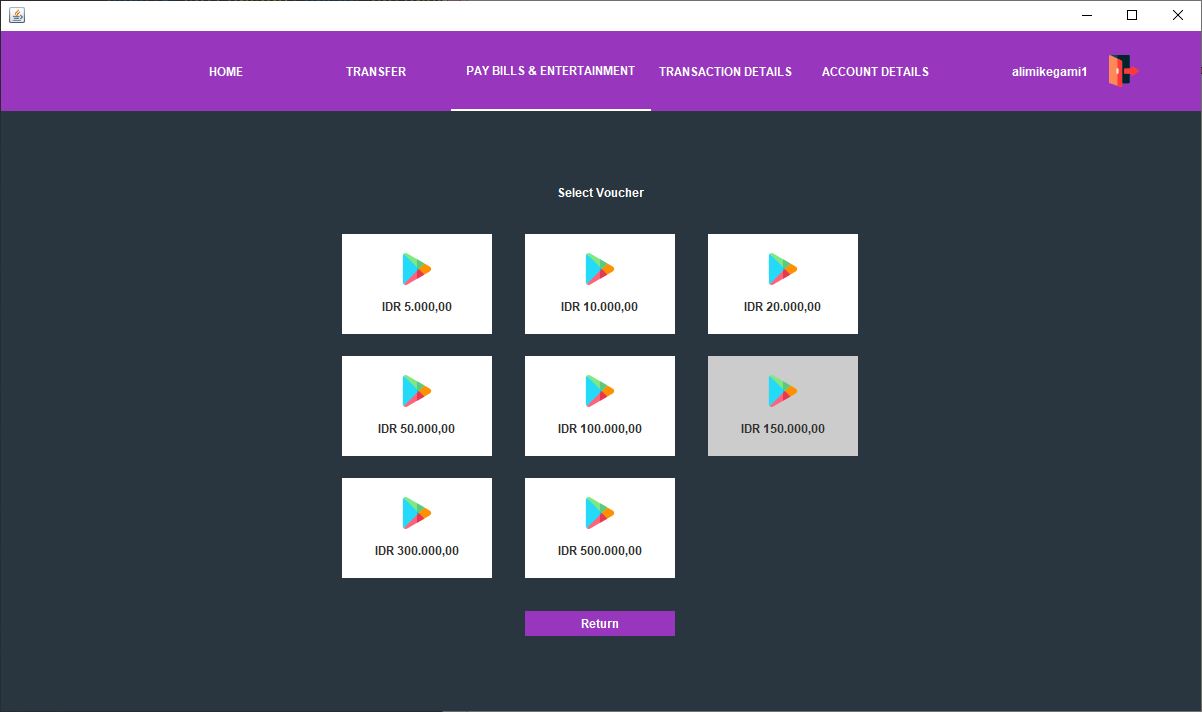 HOME TRANSFER PAY BILLS & ENTERTAINMENT TRANSACTION DETAILS ACCOUNT DETAILS alimikegami1
Select Voucher
IDR 5.000,00 IDR 10.000,00 IDR 20.000,00
IDR 50.000,00 IDR 100.000,00 IDR 150.000,00
IDR 300.000,00 IDR 500.000,00
Return